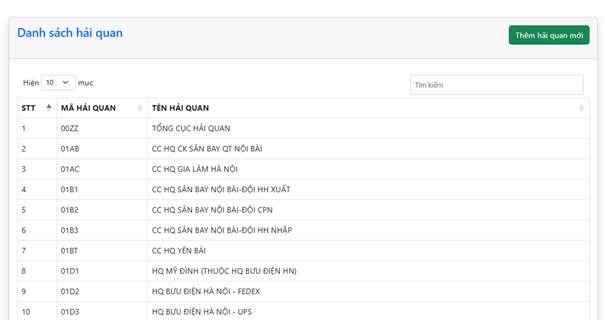 Danh sách hải quan
Thêm hải quan mới
Hiện 10 mục
Tìm kiếm
STT MÃ HẢI QUAN TÊN HẢI QUAN
1 00ZZ TỔNG CỤC HẢI QUAN
2 01AB CC HQ CK SÂN BAY QT NỘI BÀI
3 01AC CC HQ GIA LÂM HÀ NỘI
4 01B1 CC HQ SÂN BAY NỘI BÀI-ĐỘI HH XUẤT
5 01B2 CC HQ SÂN BAY NỘI BÀI-ĐỘI CPN
6 01B3 CC HQ SÂN BAY NỘI BÀI-ĐỘI HH NHẬP
7 01BT CC HQ YÊN BÁI
8 01D1 HQ MỸ ĐÌNH (THUỘC HQ BƯU ĐIỆN HN)
9 01D2 HQ BƯU ĐIỆN HÀ NỘI - FEDEX
10 01D3 HQ BƯU ĐIỆN HÀ NỘI - UPS